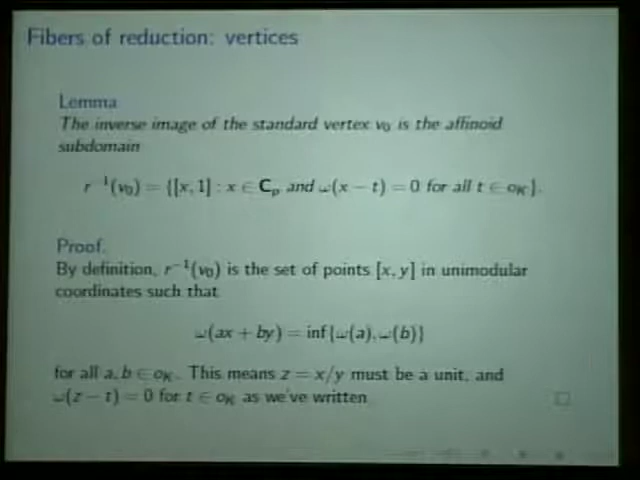 Fibers of reduction: vertices
Lemma
The inverse image of the standard vertex v₀ is the affinoid
subdomain
r⁻¹(v₀) = {[x, 1] : x ∈ Cₚ and ω(x − t) = 0 for all t ∈ o_K}.
Proof.
By definition, r⁻¹(v₀) is the set of points [x, y] in unimodular
coordinates such that
ω(ax + by) = inf{ω(a), ω(b)}
for all a, b ∈ o_K. This means z = x/y must be a unit, and
ω(z − t) = 0 for t ∈ o_K as we've written